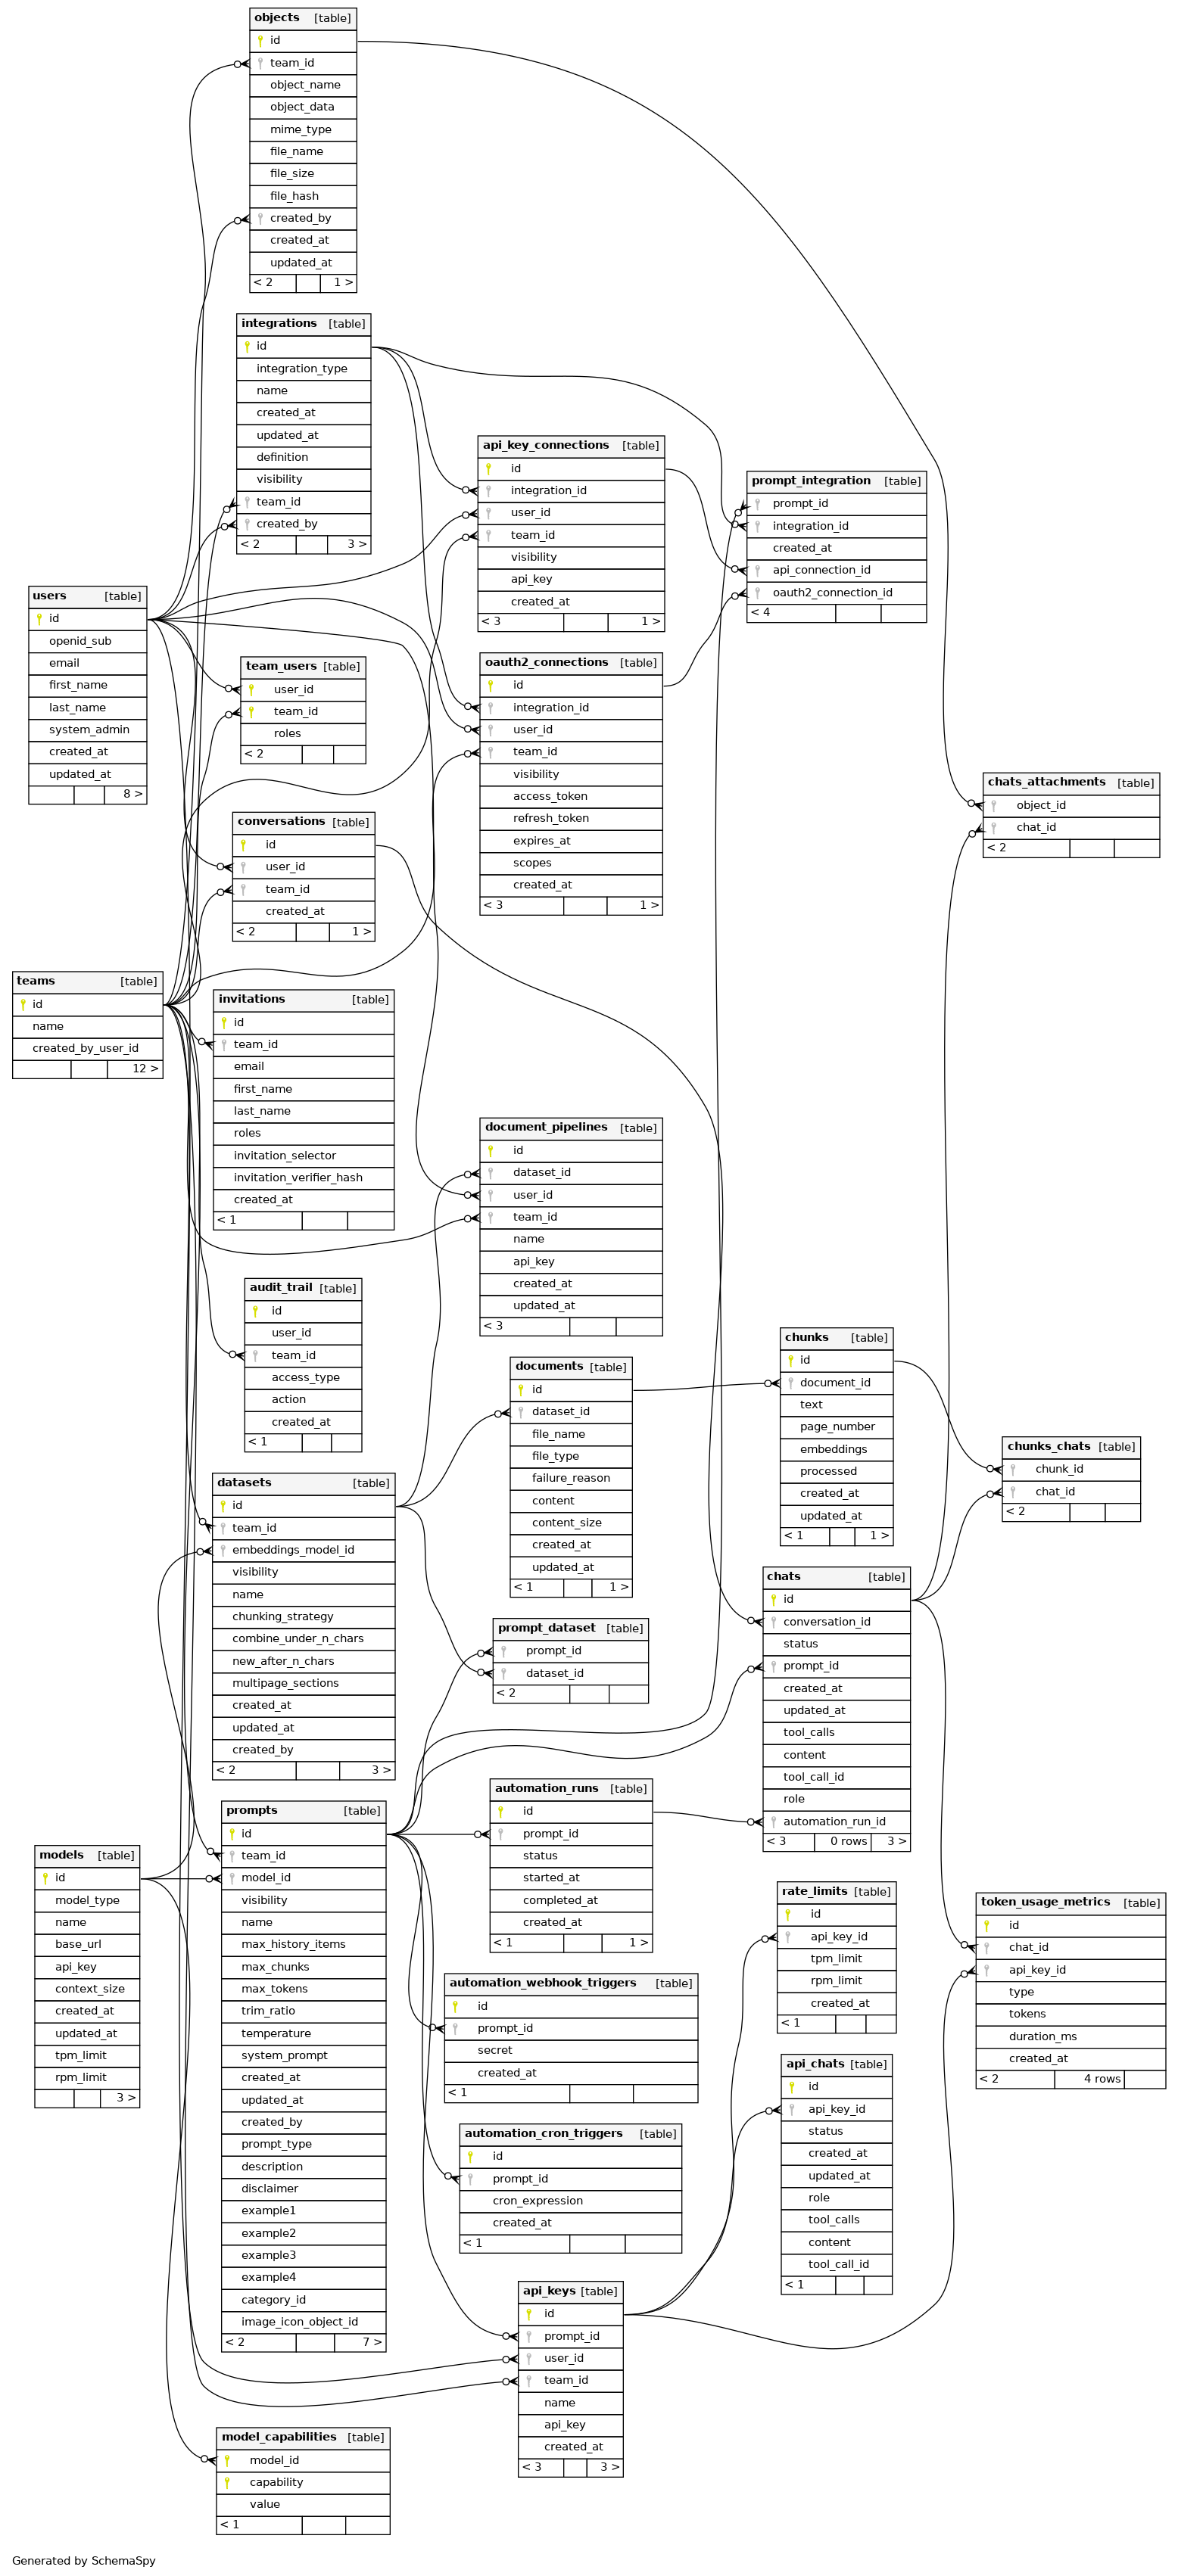 objects [table]
id
team_id
object_name
object_data
mime_type
file_name
file_size
file_hash
created_by
created_at
updated_at
< 2 1 >
integrations [table]
id
integration_type
name
created_at
updated_at
definition
visibility
team_id
created_by
< 2 3 >
api_key_connections [table]
id
integration_id
user_id
team_id
visibility
api_key
created_at
< 3 1 >
prompt_integration [table]
prompt_id
integration_id
created_at
api_connection_id
oauth2_connection_id
< 4
users [table]
id
openid_sub
email
first_name
last_name
system_admin
created_at
updated_at
8 >
team_users [table]
user_id
team_id
roles
< 2
oauth2_connections [table]
id
integration_id
user_id
team_id
visibility
access_token
refresh_token
expires_at
scopes
created_at
< 3 1 >
chats_attachments [table]
object_id
chat_id
< 2
conversations [table]
id
user_id
team_id
created_at
< 2 1 >
teams [table]
id
name
created_by_user_id
12 >
invitations [table]
id
team_id
email
first_name
last_name
roles
invitation_selector
invitation_verifier_hash
created_at
< 1
document_pipelines [table]
id
dataset_id
user_id
team_id
name
api_key
created_at
updated_at
< 3
audit_trail [table]
id
user_id
team_id
access_type
action
created_at
< 1
documents [table]
id
dataset_id
file_name
file_type
failure_reason
content
content_size
created_at
updated_at
< 1 1 >
chunks [table]
id
document_id
text
page_number
embeddings
processed
created_at
updated_at
< 1 1 >
chunks_chats [table]
chunk_id
chat_id
< 2
datasets [table]
id
team_id
embeddings_model_id
visibility
name
chunking_strategy
combine_under_n_chars
new_after_n_chars
multipage_sections
created_at
updated_at
created_by
< 2 3 >
prompt_dataset [table]
prompt_id
dataset_id
< 2
chats [table]
id
conversation_id
status
prompt_id
created_at
updated_at
tool_calls
content
tool_call_id
role
automation_run_id
< 3 0 rows 3 >
automation_runs [table]
id
prompt_id
status
started_at
completed_at
created_at
< 1 1 >
prompts [table]
id
team_id
model_id
visibility
name
max_history_items
max_chunks
max_tokens
trim_ratio
temperature
system_prompt
created_at
updated_at
created_by
prompt_type
description
disclaimer
example1
example2
example3
example4
category_id
image_icon_object_id
< 2 7 >
models [table]
id
model_type
name
base_url
api_key
context_size
created_at
updated_at
tpm_limit
rpm_limit
3 >
rate_limits [table]
id
api_key_id
tpm_limit
rpm_limit
created_at
< 1
token_usage_metrics [table]
id
chat_id
api_key_id
type
tokens
duration_ms
created_at
< 2 4 rows
automation_webhook_triggers [table]
id
prompt_id
secret
created_at
< 1
api_chats [table]
id
api_key_id
status
created_at
updated_at
role
tool_calls
content
tool_call_id
< 1
automation_cron_triggers [table]
id
prompt_id
cron_expression
created_at
< 1
api_keys [table]
id
prompt_id
user_id
team_id
name
api_key
created_at
< 3 3 >
model_capabilities [table]
model_id
capability
value
< 1
Generated by SchemaSpy